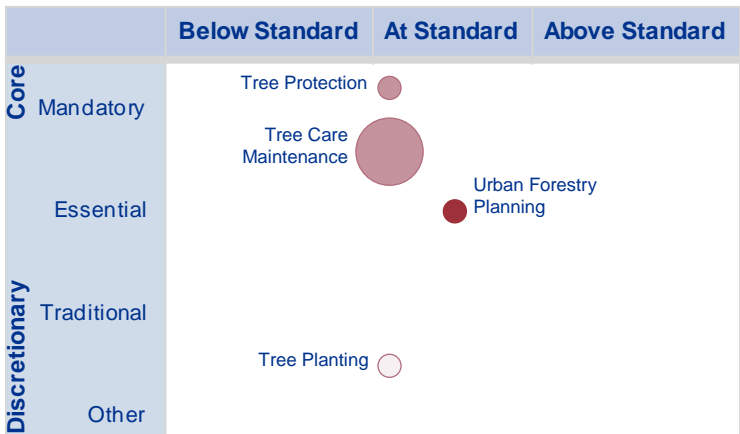 Below Standard At Standard Above Standard
Core
Mandatory
Tree Protection
Tree Care
Maintenance
Urban Forestry
Planning
Essential
Discretionary
Traditional
Tree Planting
Other